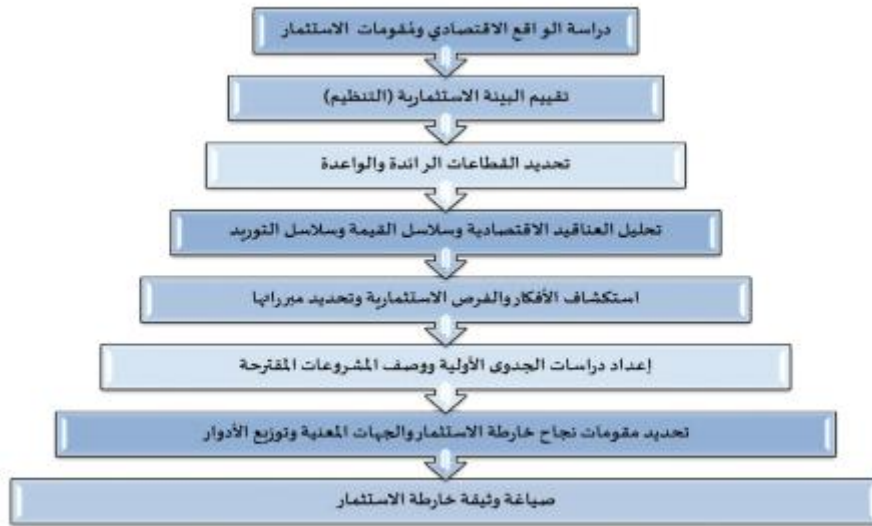 دراسة الواقع الاقتصادي ومُقومات الاستثمار
تقييم البيئة الاستثمارية (التنظيم)
تحديد القطاعات الرائدة والواعدة
تحليل العناقيد الاقتصادية وسلاسل القيمة وسلاسل التوريد
استكشاف الأفكار والفرص الاستثمارية وتحديد مبرراتها
إعداد دراسات الجدوى الأولية ووصف المشروعات المقترحة
تحديد مقومات نجاح خارطة الاستثمار والجهات المعنية وتوزيع الأدوار
صياغة وثيقة خارطة الاستثمار